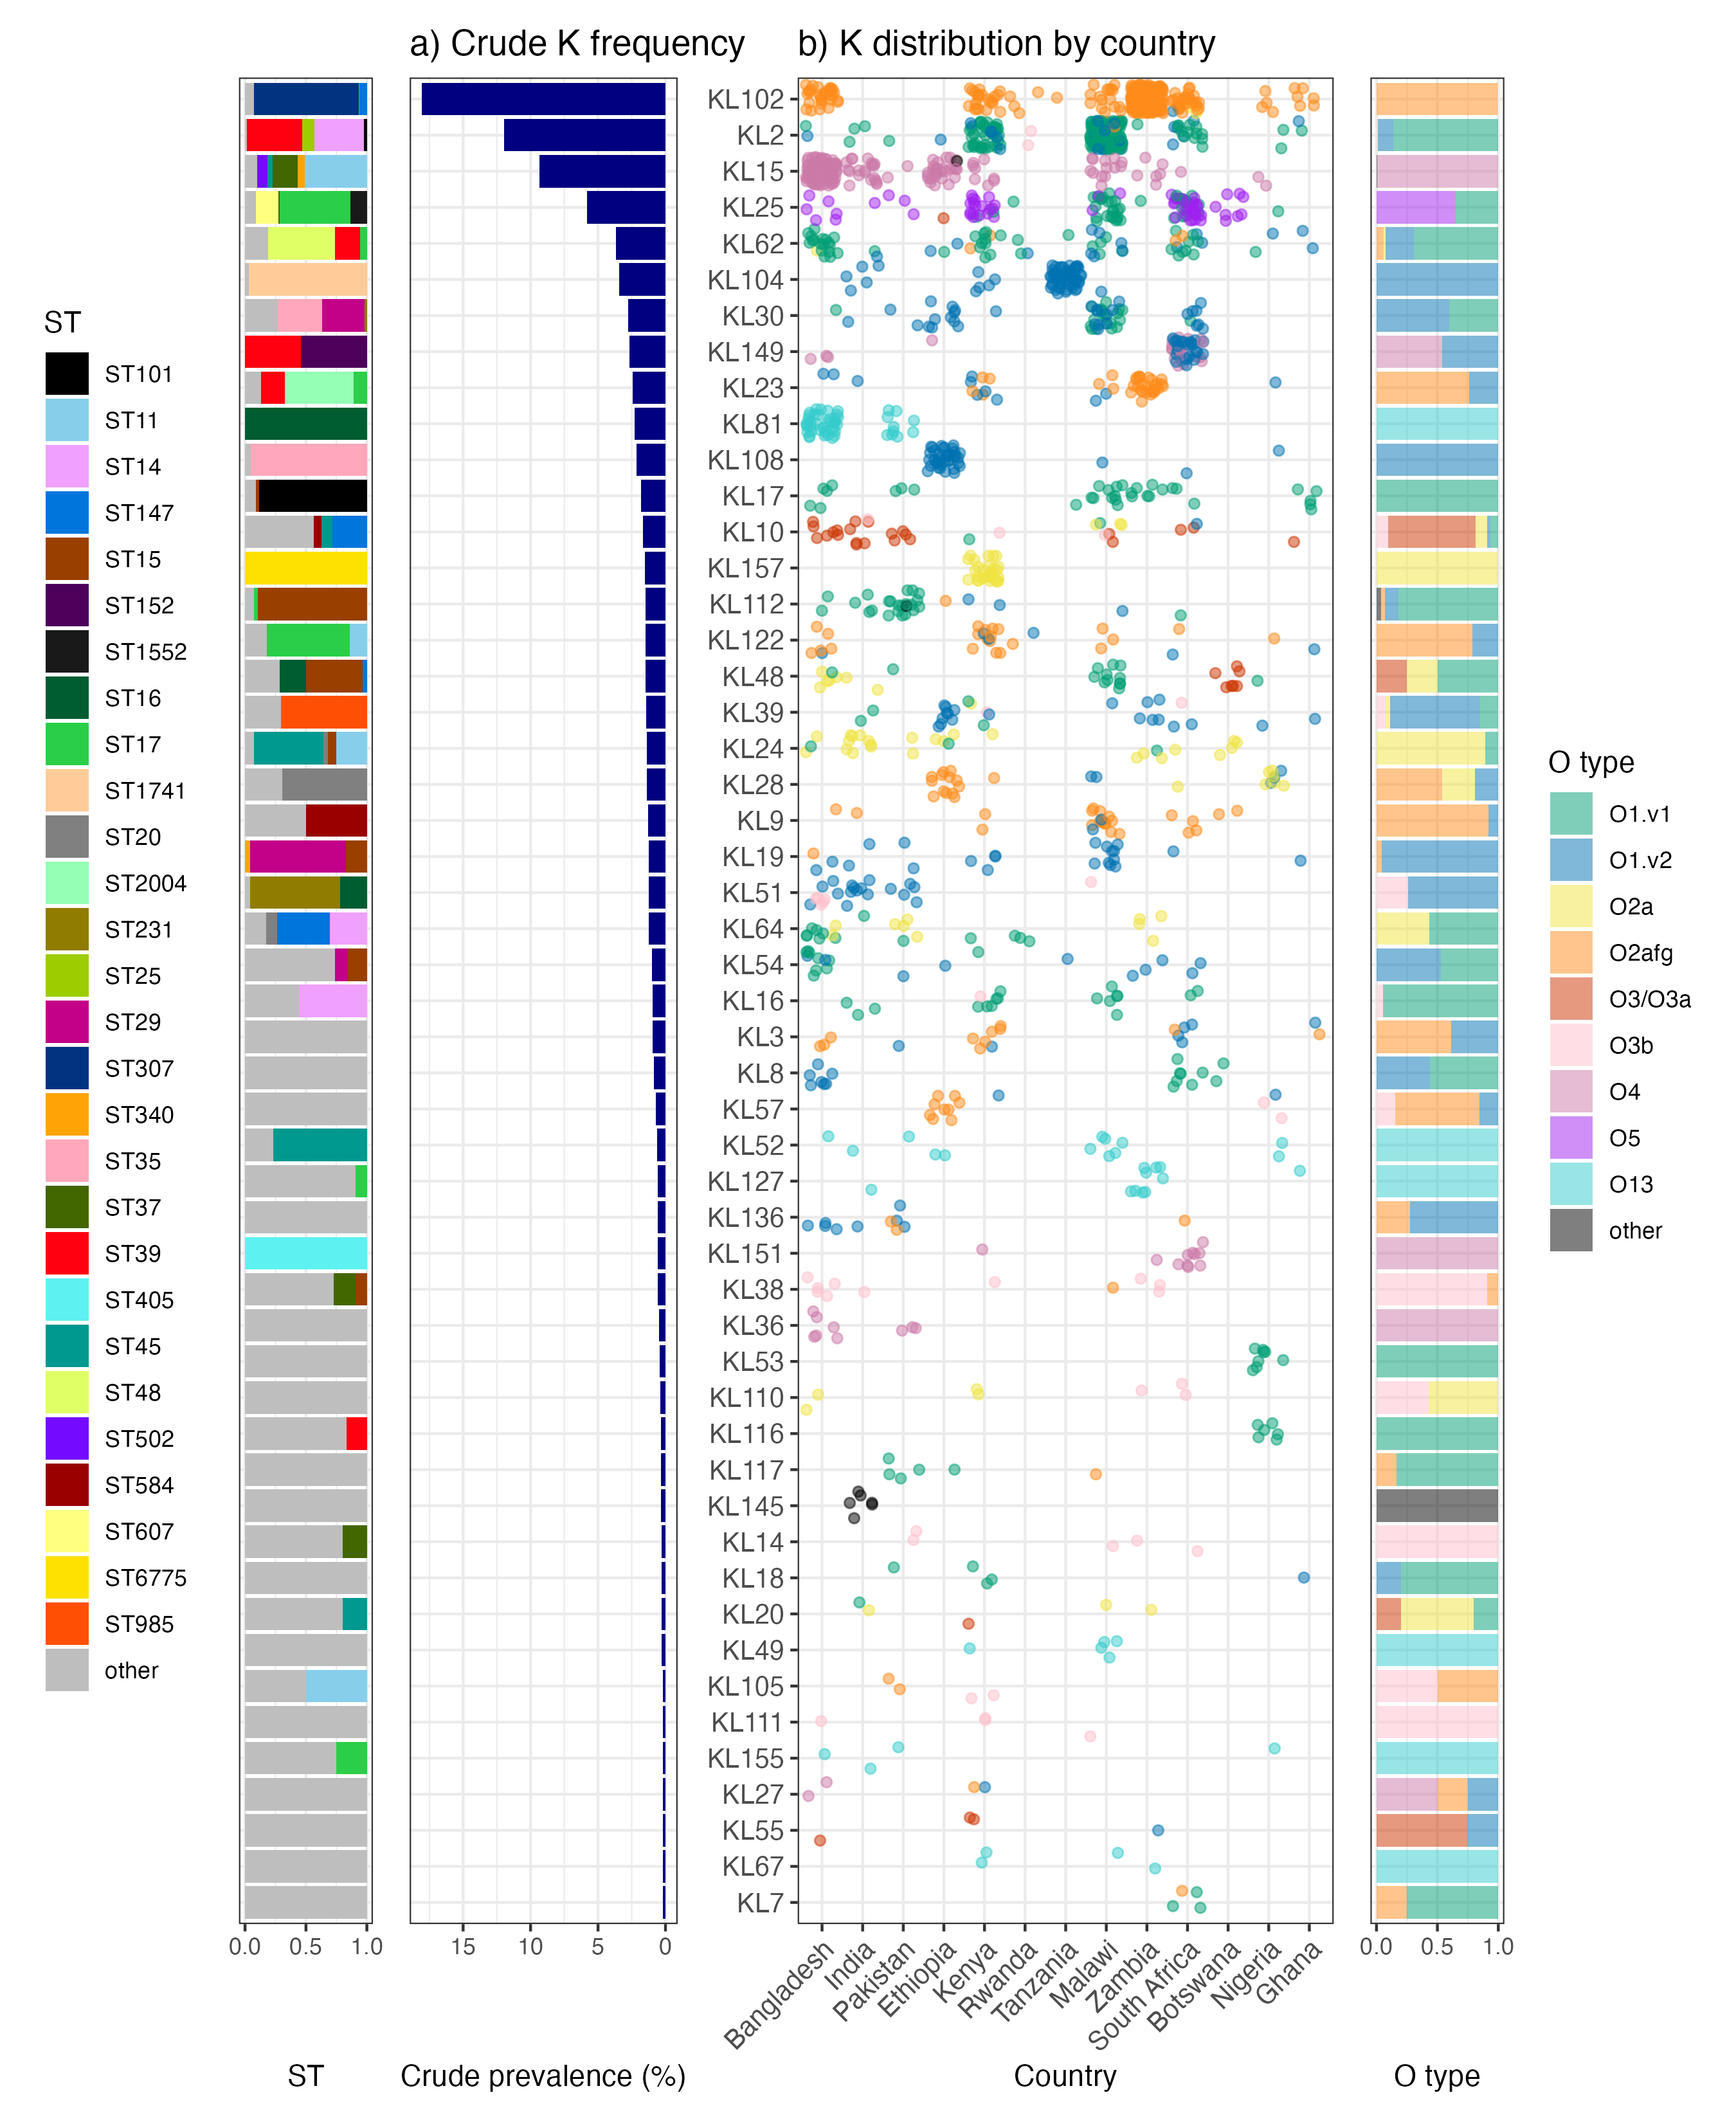 a) Crude K frequency
b) K distribution by country
ST
ST101
ST11
ST14
ST147
ST15
ST152
ST1552
ST16
ST17
ST1741
ST20
ST2004
ST231
ST25
ST29
ST307
ST340
ST35
ST37
ST39
ST405
ST45
ST48
ST502
ST584
ST607
ST6775
ST985
other
KL102
KL2
KL15
KL25
KL62
KL104
KL30
KL149
KL23
KL81
KL108
KL17
KL10
KL157
KL112
KL122
KL48
KL39
KL24
KL28
KL9
KL19
KL51
KL64
KL54
KL16
KL3
KL8
KL57
KL52
KL127
KL136
KL151
KL38
KL36
KL53
KL110
KL116
KL117
KL145
KL14
KL18
KL20
KL49
KL105
KL111
KL155
KL27
KL55
KL67
KL7
O type
O1.v1
O1.v2
O2a
O2afg
O3/O3a
O3b
O4
O5
O13
other
0.0 0.5 1.0
15 10 5 0
Bangladesh
India
Pakistan
Ethiopia
Kenya
Rwanda
Tanzania
Malawi
Zambia
South Africa
Botswana
Nigeria
Ghana
0.0 0.5 1.0
ST
Crude prevalence (%)
Country
O type